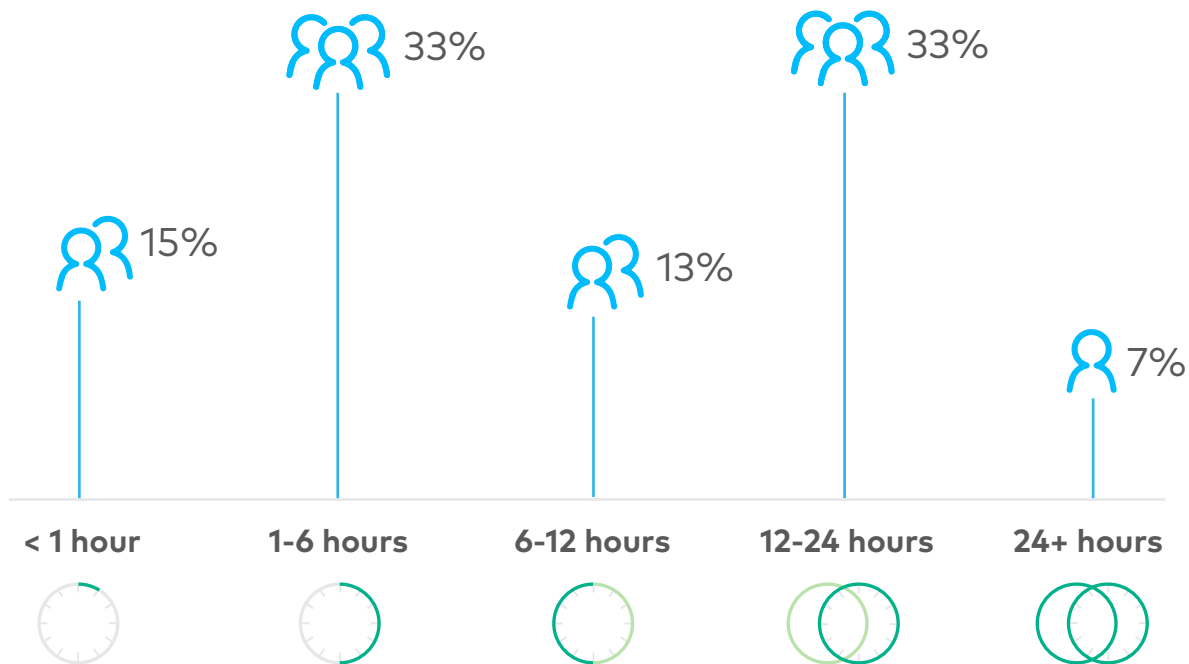 33%
33%
15%
13%
7%
< 1 hour
1-6 hours
6-12 hours
12-24 hours
24+ hours